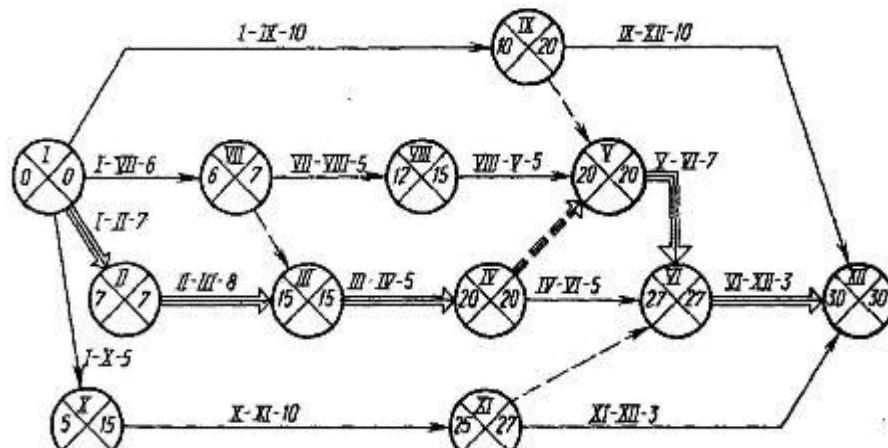 IX
10 20
I-IX-10
IX-XII-10
I
0 0
I-VII-6
VII
6 7
VII-VIII-5
VIII
12 15
VIII-V-5
V
20 20
V-VI-7
I-II-7
II
7 7
II-III-8
III
15 15
III-IV-5
IV
20 20
IV-VI-5
VI
27 27
VI-XII-3
XII
30 30
I-X-5
X
5 15
X-XI-10
XI
25 27
XI-XII-3